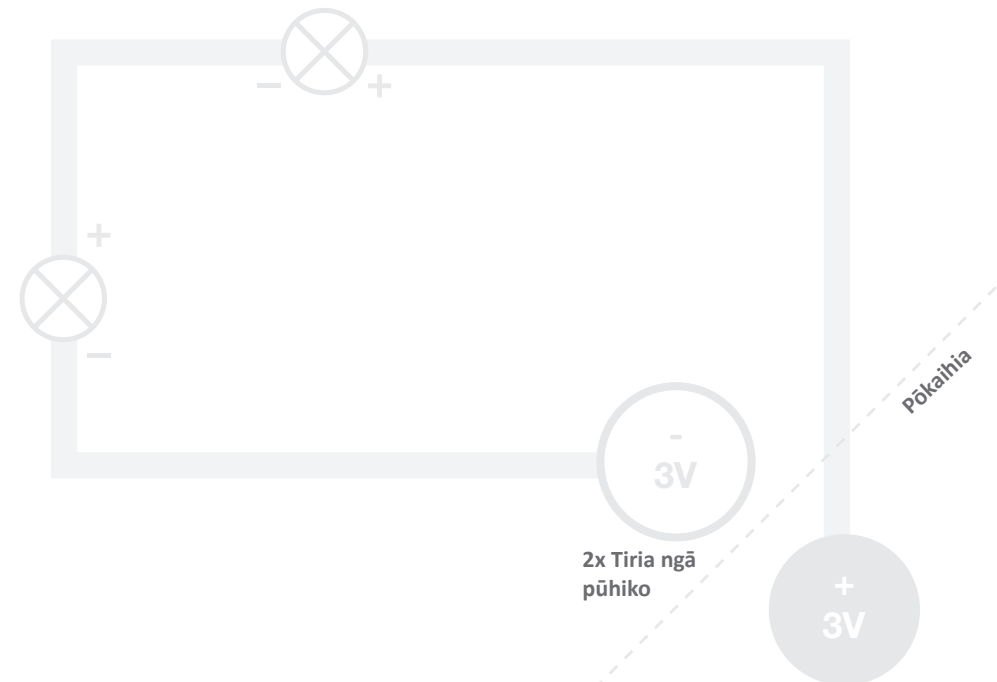 − +
+
−
Pōkaihia
-
3V
2x Tiria ngā
pūhiko
+
3V